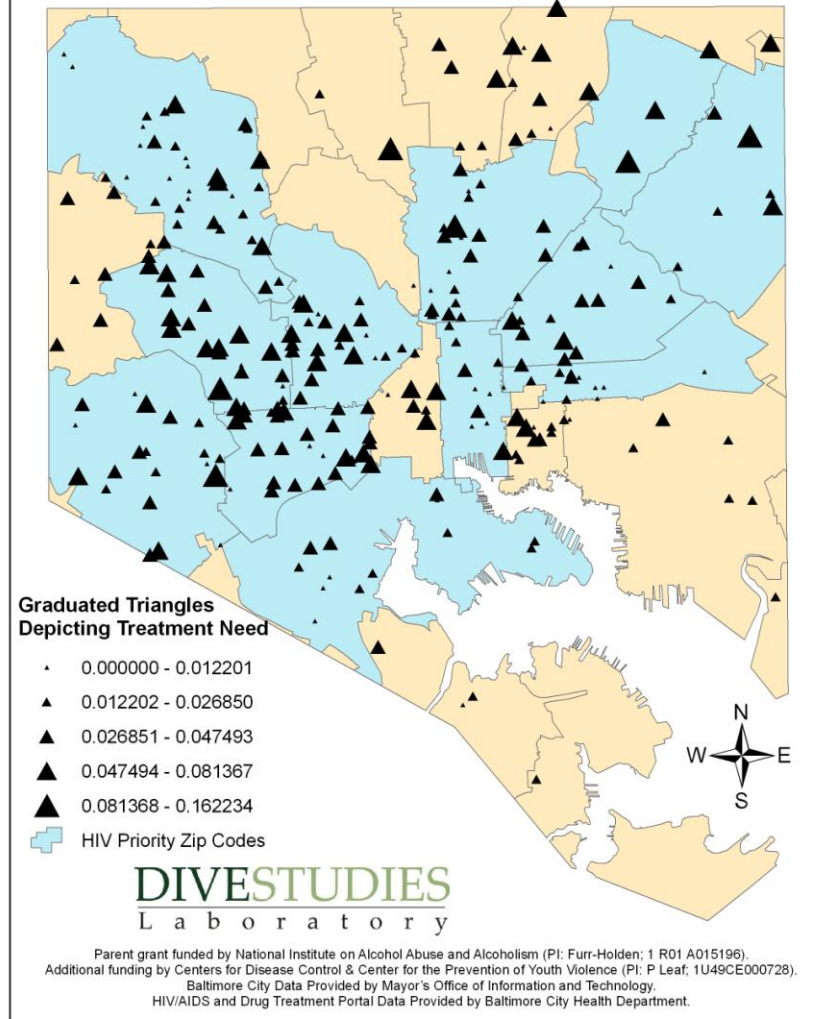 N
W E
S
Graduated Triangles
Depicting Treatment Need
0.000000 - 0.012201
0.012202 - 0.026850
0.026851 - 0.047493
0.047494 - 0.081367
0.081368 - 0.162234
HIV Priority Zip Codes
DIVESTUDIES
Laboratory
Parent grant funded by National Institute on Alcohol Abuse and Alcoholism (PI: Furr-Holden; 1 R01 A015196).
Additional funding by Centers for Disease Control & Center for the Prevention of Youth Violence (PI: P Leaf; 1U49CE000728).
Baltimore City Data Provided by Mayor's Office of Information and Technology.
HIV/AIDS and Drug Treatment Portal Data Provided by Baltimore City Health Department.